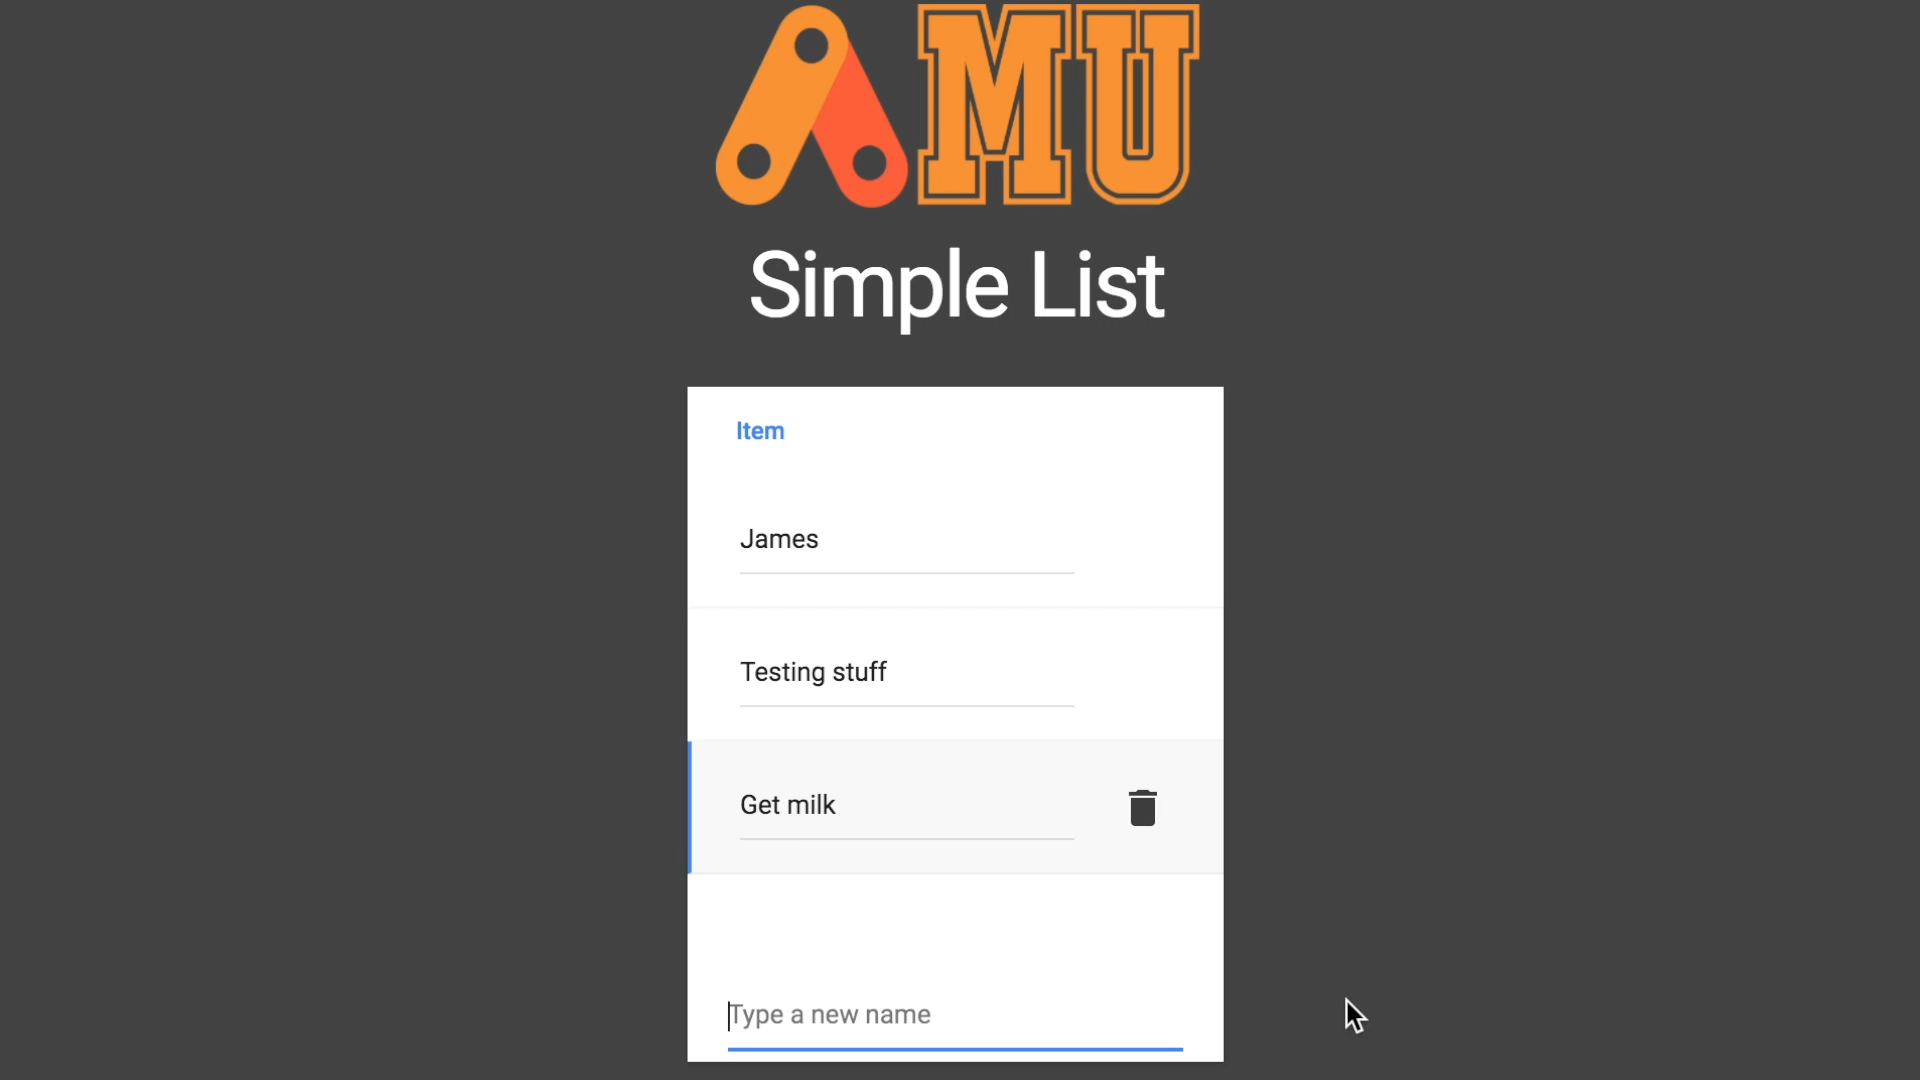 AMU
Simple List
Item
James
Testing stuff
Get milk
Type a new name